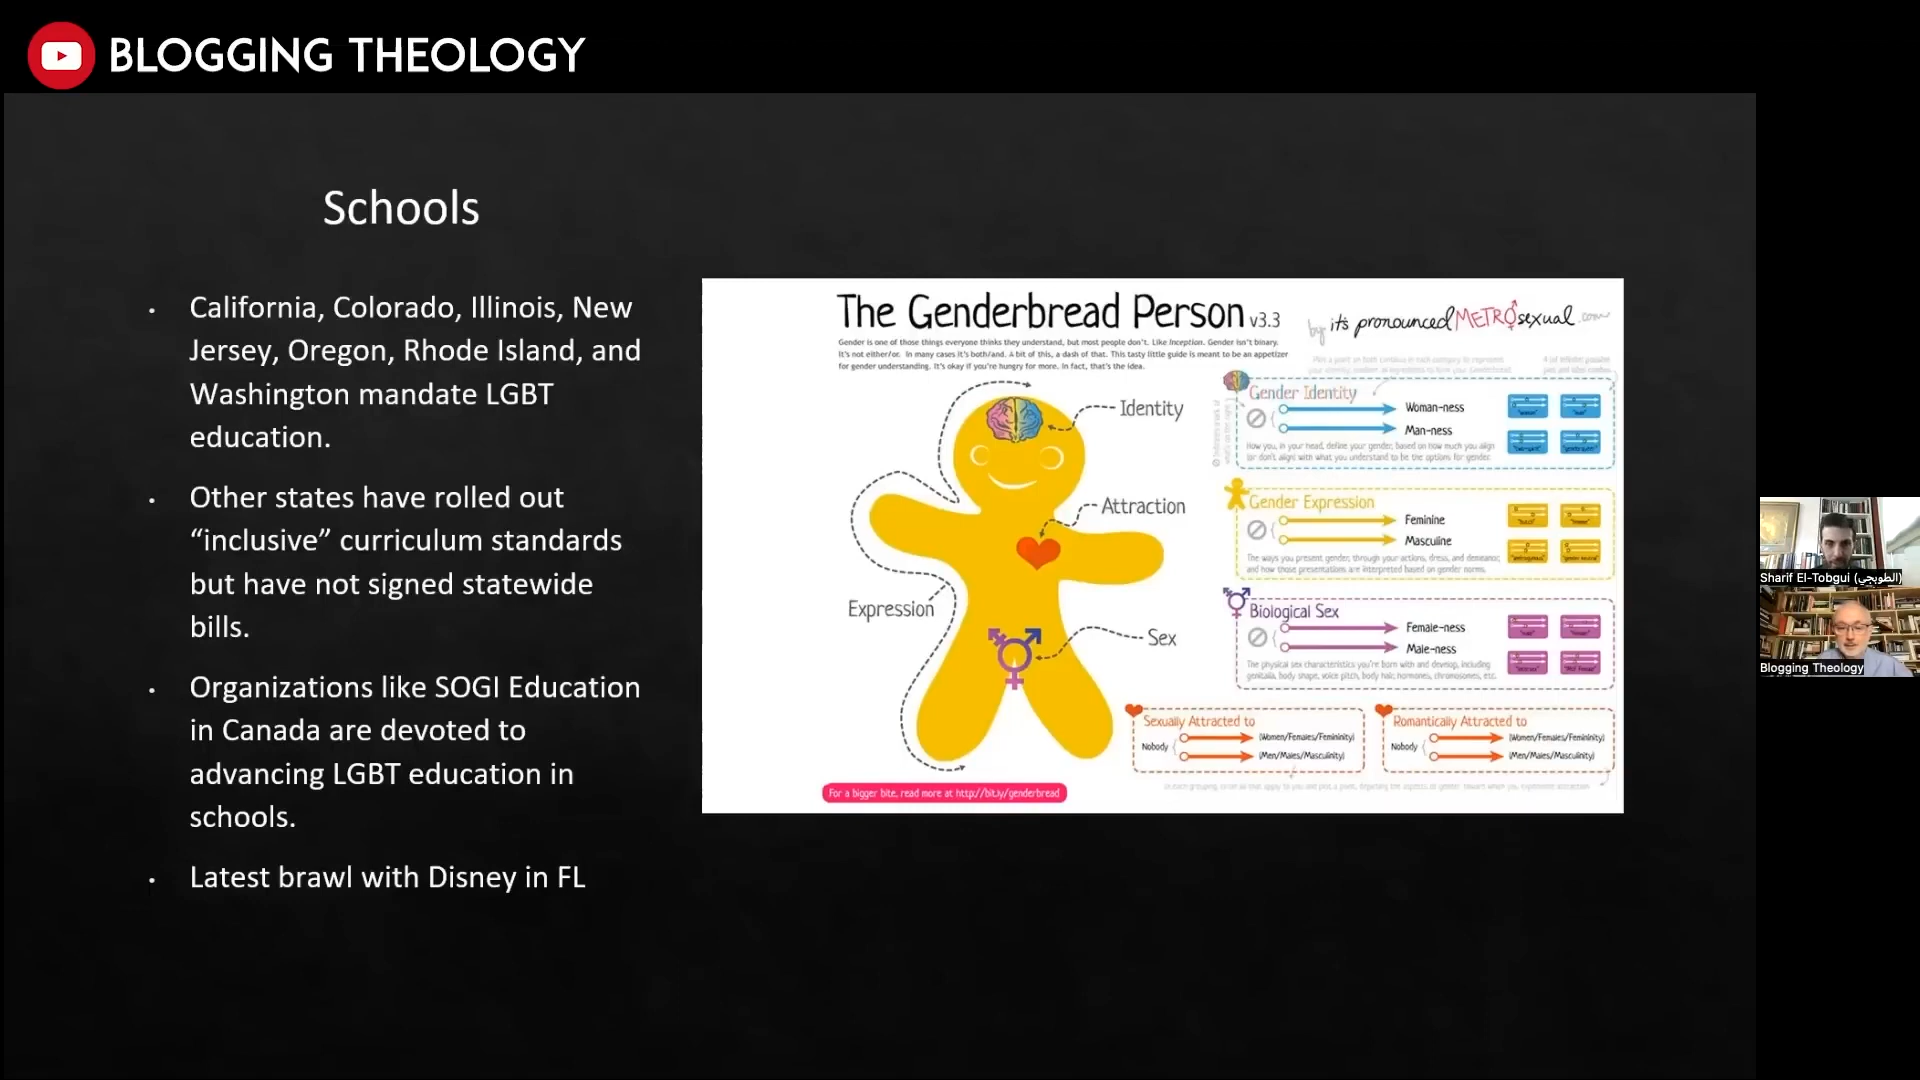 BLOGGING THEOLOGY
Schools
California, Colorado, Illinois, New
Jersey, Oregon, Rhode Island, and
Washington mandate LGBT
education.
Other states have rolled out
“inclusive” curriculum standards
but have not signed statewide
bills.
Organizations like SOGI Education
in Canada are devoted to
advancing LGBT education in
schools.
Latest brawl with Disney in FL
The Genderbread Person v3.3
by it's pronounced METROsexual.com
Gender is one of those things everyone thinks they understand, but most people don't. Like Inception. Gender isn't binary.
It's not either/or. In many cases it's both/and. A bit of this, a dash of that. This tasty little guide is meant to be an appetizer
for gender understanding. It's okay if you're hungry for more. In fact, that's the idea.
Identity
Attraction
Expression
Sex
Gender Identity
Woman-ness
Man-ness
How you, in your head, define your gender, based on how much you align
(or don't align) with what you understand to be the options for gender.
Gender Expression
Feminine
Masculine
The ways you present gender, through your actions, dress, and demeanor,
and how those presentations are interpreted based on gender norms.
Biological Sex
Female-ness
Male-ness
The physical sex characteristics you're born with and develop, including
genitalia, body shape, voice pitch, body hair, hormones, chromosomes, etc.
Sexually Attracted to
Nobody
(Women/Females/Femininity)
(Men/Males/Masculinity)
Romantically Attracted to
Nobody
(Women/Females/Femininity)
(Men/Males/Masculinity)
For a bigger bite, read more at http://bit.ly/genderbread
Sharif El-Tobgui (الطوبجي)
Blogging Theology